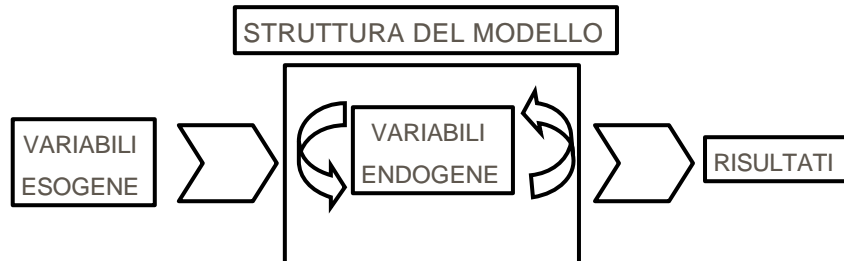 STRUTTURA DEL MODELLO
VARIABILI
ESOGENE
VARIABILI
ENDOGENE
RISULTATI